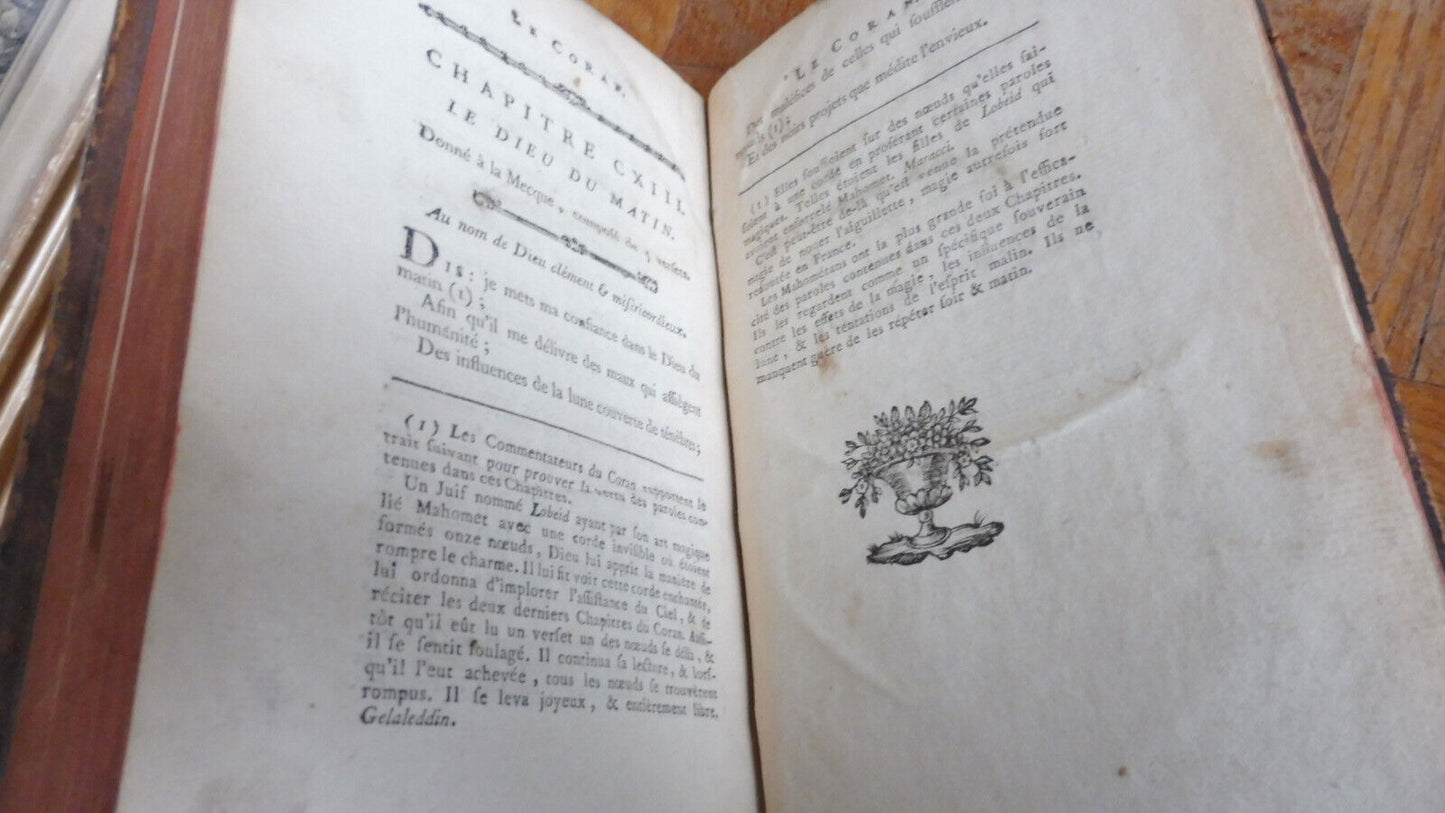 LE CORAN.
CHAPITRE CXIII.
LE DIEU DU MATIN.
Donné à la Mecque, composé de 5 versets.
Au nom de Dieu clément & miſéricordieux.
DIS: je mets ma confiance dans le Dieu du
matin (1);
Afin qu'il me délivre des maux qui aſſiègent
l'humanité;
Des influences de la lune couverte de ténèbres;
(1) Les Commentateurs du Coran rapportent le
trait ſuivant pour prouver la vertu des paroles con-
tenues dans ces Chapitres.
Un Juif nommé Lobeid ayant par ſon art magique
lié Mahomet avec une corde inviſible où étoient
formés onze nœuds, Dieu lui apprit la manière de
rompre le charme. Il lui fit voir cette corde enchantée,
lui ordonna d'implorer l'aſſiſtance du Ciel, & de
réciter les deux derniers Chapitres du Coran. Auſſi-
tôt qu'il eût lu un verſet un des nœuds ſe délia, &
il ſe ſentit ſoulagé. Il continua ſa lecture, & lorſ-
qu'il l'eut achevée, tous les nœuds ſe trouvèrent
rompus. Il ſe leva joyeux, & entièrement libre.
Gelaleddin.
LE CORAN.
Des maléfices de celles qui ſoufflent
(1);
Et des noirs projets que médite l'envieux.
(1) Elles ſouffloient ſur des nœuds qu'elles fai-
ſoient à une corde en proférant certaines paroles
magiques. Telles étoient les filles de Lobeid qui
avoient enſorcelé Mahomet. Maracci.
C'eſt peut-être de-là qu'eſt venue la prétendue
magie de nouer l'aiguillette, magie autrefois fort
redoutée en France.
Les Mahométans ont la plus grande foi à l'effica-
cité des paroles contenues dans ces deux Chapitres.
Ils les regardent comme un ſpécifique ſouverain
contre les effets de la magie, les influences de la
lune, & les tentations de l'eſprit malin. Ils ne
manquent guère de les répéter ſoir & matin.